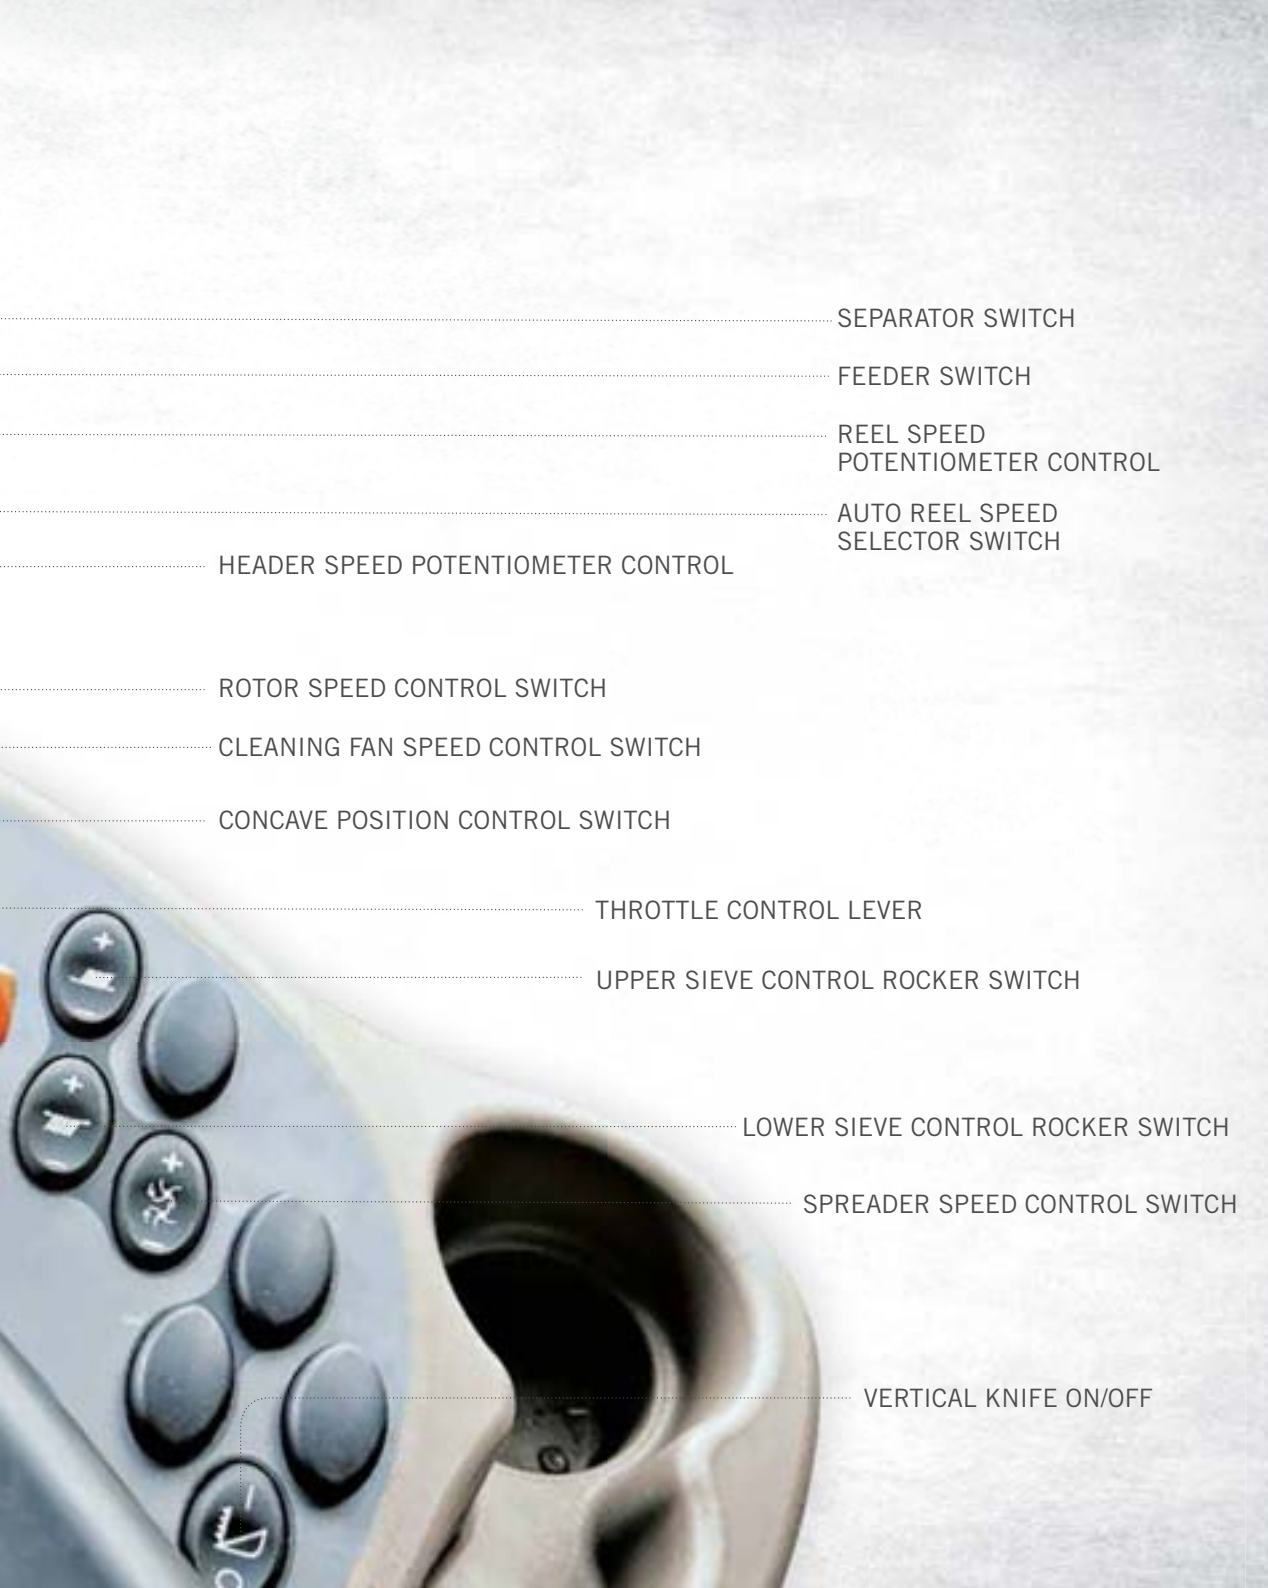 SEPARATOR SWITCH
FEEDER SWITCH
REEL SPEED
POTENTIOMETER CONTROL
AUTO REEL SPEED
SELECTOR SWITCH
HEADER SPEED POTENTIOMETER CONTROL
ROTOR SPEED CONTROL SWITCH
CLEANING FAN SPEED CONTROL SWITCH
CONCAVE POSITION CONTROL SWITCH
THROTTLE CONTROL LEVER
UPPER SIEVE CONTROL ROCKER SWITCH
LOWER SIEVE CONTROL ROCKER SWITCH
SPREADER SPEED CONTROL SWITCH
VERTICAL KNIFE ON/OFF